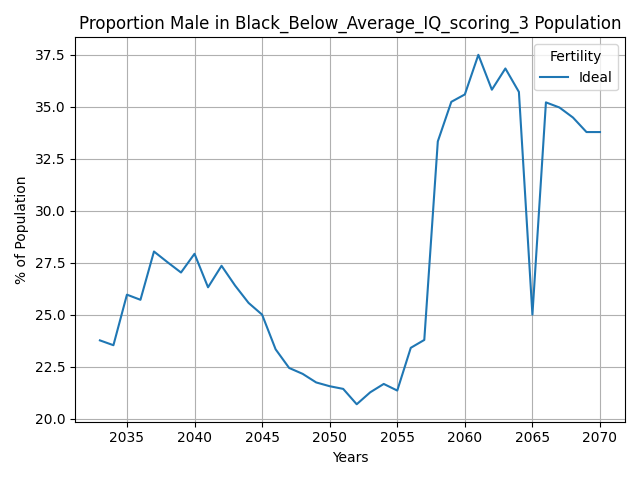 Proportion Male in Black_Below_Average_IQ_scoring_3 Population
37.5
35.0
32.5
30.0
27.5
25.0
22.5
20.0
% of Population
Fertility
Ideal
2035 2040 2045 2050 2055 2060 2065 2070
Years